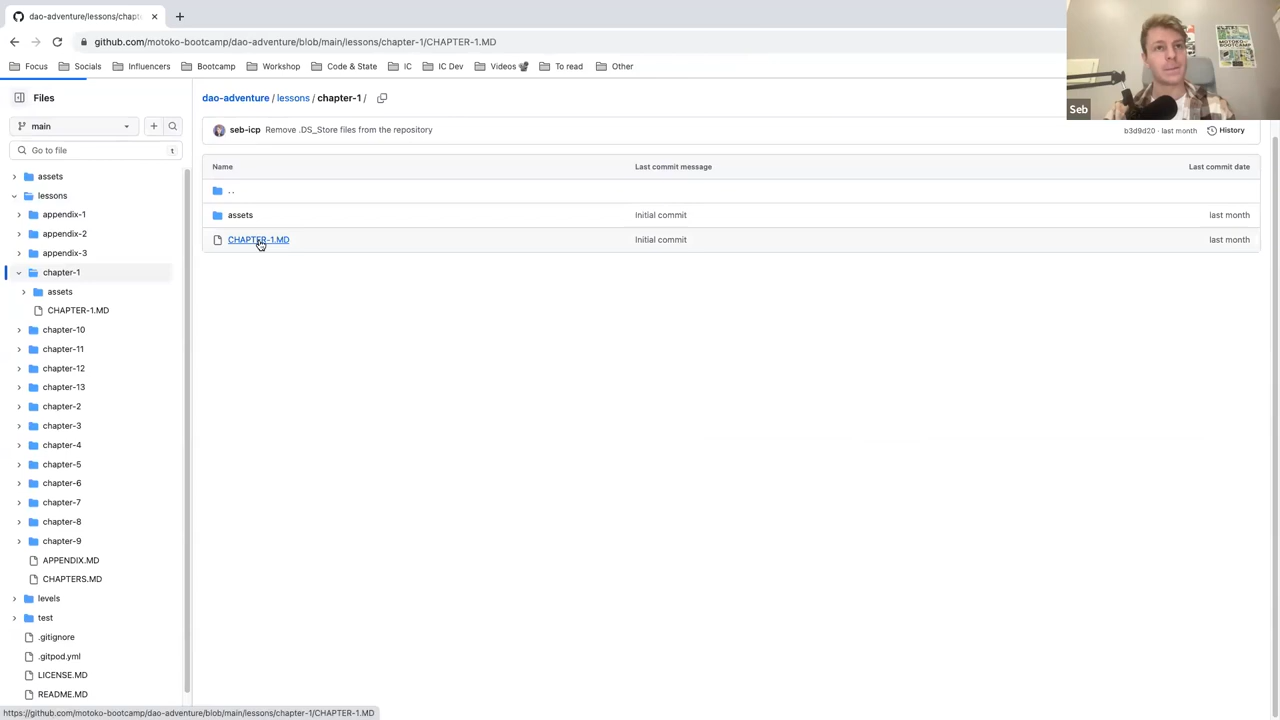 dao-adventure/lessons/chapt
github.com/motoko-bootcamp/dao-adventure/blob/main/lessons/chapter-1/CHAPTER-1.MD
Focus Socials Influencers Bootcamp Workshop Code & State IC IC Dev Videos To read Other
MOTOKO
BOOTCAMP
Seb
Files
dao-adventure / lessons / chapter-1 /
main
seb-icp Remove .DS_Store files from the repository
b3d9d20 · last month History
Go to file t
Name Last commit message Last commit date
..
assets Initial commit last month
CHAPTER-1.MD Initial commit last month
assets
lessons
appendix-1
appendix-2
appendix-3
chapter-1
assets
CHAPTER-1.MD
chapter-10
chapter-11
chapter-12
chapter-13
chapter-2
chapter-3
chapter-4
chapter-5
chapter-6
chapter-7
chapter-8
chapter-9
APPENDIX.MD
CHAPTERS.MD
levels
test
.gitignore
.gitpod.yml
LICENSE.MD
README.MD
https://github.com/motoko-bootcamp/dao-adventure/blob/main/lessons/chapter-1/CHAPTER-1.MD